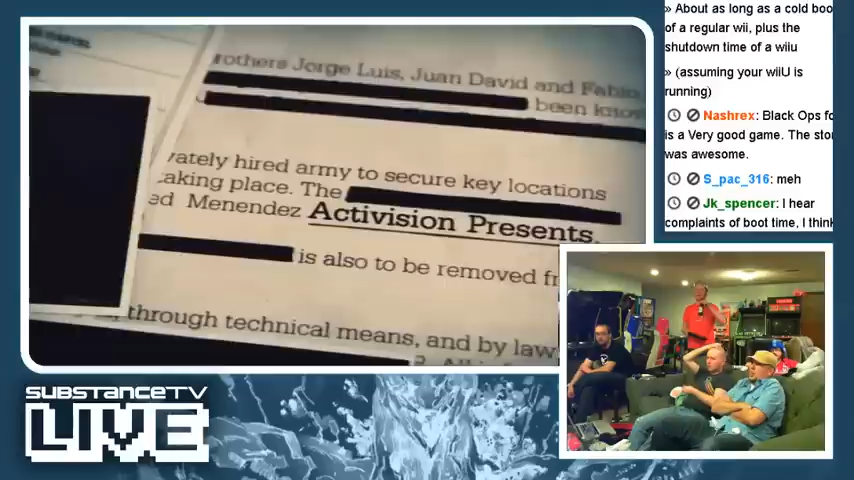 rothers Jorge Luis, Juan David and Fabio
been know
ately hired army to secure key locations
aking place. The
ed Menendez Activision Presents.
is also to be removed fr
through technical means, and by law
SUBSTANCETV
LIVE
» About as long as a cold boo
of a regular wii, plus the
shutdown time of a wiiu
» (assuming your wiiU is
running)
Nashrex: Black Ops fo
is a Very good game. The sto
was awesome.
S_pac_316: meh
Jk_spencer: I hear
complaints of boot time, I think